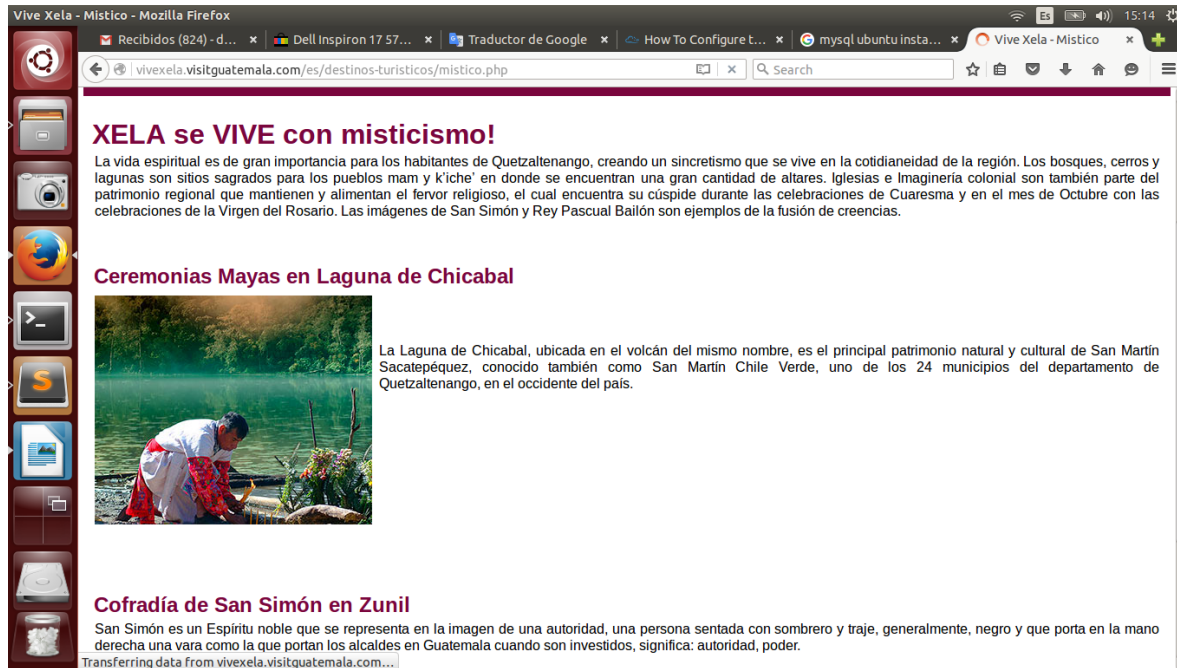 Vive Xela - Mistico - Mozilla Firefox
Es
15:14
Recibidos (824) - d...
Dell Inspiron 17 57...
Traductor de Google
How To Configure t...
mysql ubuntu insta...
Vive Xela - Mistico
vivexela.visitguatemala.com/es/destinos-turisticos/mistico.php
Search
XELA se VIVE con misticismo!
La vida espiritual es de gran importancia para los habitantes de Quetzaltenango, creando un sincretismo que se vive en la cotidianeidad de la región. Los bosques, cerros y
lagunas son sitios sagrados para los pueblos mam y k'iche' en donde se encuentran una gran cantidad de altares. Iglesias e Imaginería colonial son también parte del
patrimonio regional que mantienen y alimentan el fervor religioso, el cual encuentra su cúspide durante las celebraciones de Cuaresma y en el mes de Octubre con las
celebraciones de la Virgen del Rosario. Las imágenes de San Simón y Rey Pascual Bailón son ejemplos de la fusión de creencias.
Ceremonias Mayas en Laguna de Chicabal
La Laguna de Chicabal, ubicada en el volcán del mismo nombre, es el principal patrimonio natural y cultural de San Martín
Sacatepéquez, conocido también como San Martín Chile Verde, uno de los 24 municipios del departamento de
Quetzaltenango, en el occidente del país.
Cofradía de San Simón en Zunil
San Simón es un Espíritu noble que se representa en la imagen de una autoridad, una persona sentada con sombrero y traje, generalmente, negro y que porta en la mano
derecha una vara como la que portan los alcaldes en Guatemala cuando son investidos, significa: autoridad, poder.
Transferring data from vivexela.visitguatemala.com...